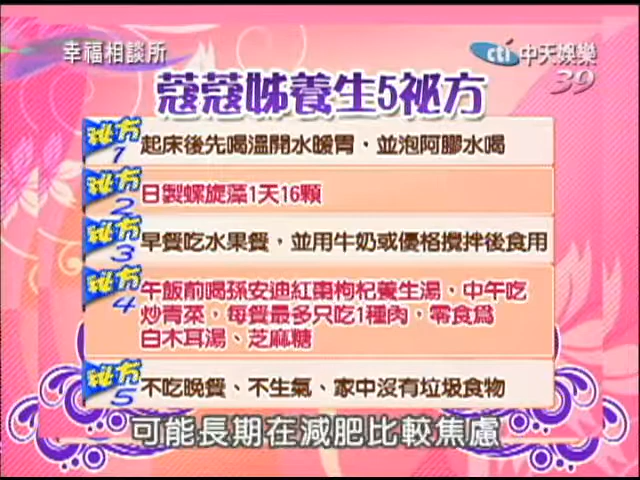 幸福相談所
cti中天娛樂
39
蔻蔻姊養生5祕方
祕方1
起床後先喝溫開水暖胃，並泡阿膠水喝
祕方2
日製螺旋藻1天16顆
祕方3
早餐吃水果餐，並用牛奶或優格攪拌後食用
祕方4
午飯前喝孫安迪紅棗枸杞養生湯，中午吃
炒青菜，每餐最多只吃1種肉，零食為
白木耳湯、芝麻糖
祕方5
不吃晚餐、不生氣、家中沒有垃圾食物
可能長期在減肥比較焦慮